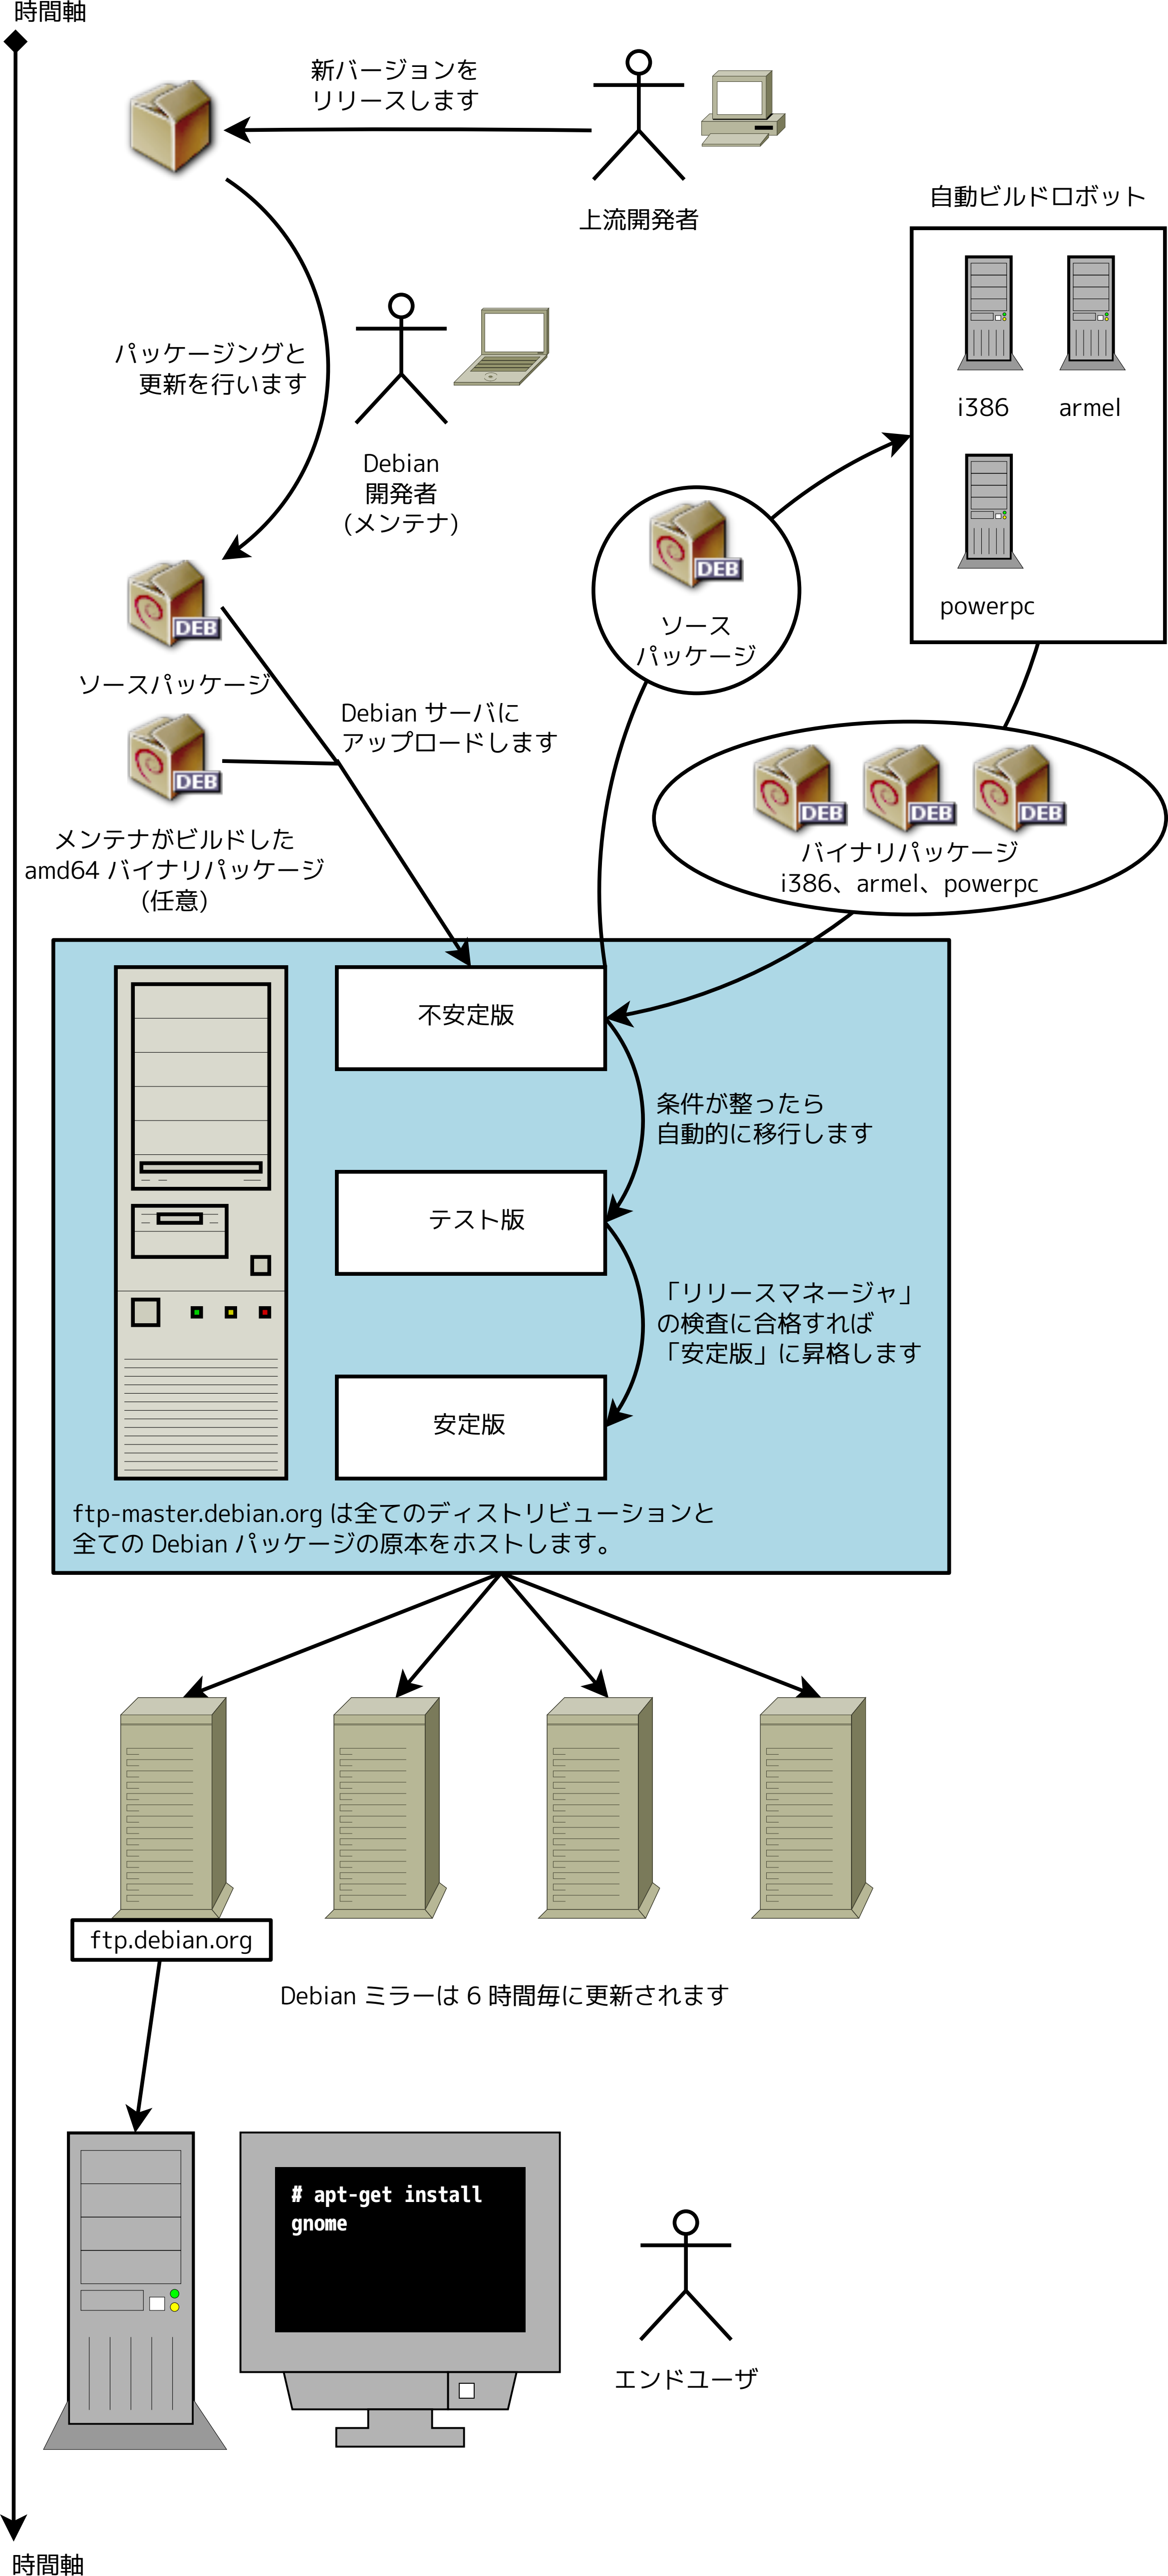 時間軸
新バージョンを
リリースします
上流開発者
自動ビルドロボット
i386
armel
powerpc
パッケージングと
更新を行います
Debian
開発者
(メンテナ)
DEB
ソース
パッケージ
DEB
ソースパッケージ
Debian サーバに
アップロードします
DEB
メンテナがビルドした
amd64 バイナリパッケージ
(任意)
DEB DEB DEB
バイナリパッケージ
i386、armel、powerpc
不安定版
条件が整ったら
自動的に移行します
テスト版
「リリースマネージャ」
の検査に合格すれば
「安定版」に昇格します
安定版
ftp-master.debian.org は全てのディストリビューションと
全ての Debian パッケージの原本をホストします。
ftp.debian.org
Debian ミラーは 6 時間毎に更新されます
# apt-get install
gnome
エンドユーザ
時間軸